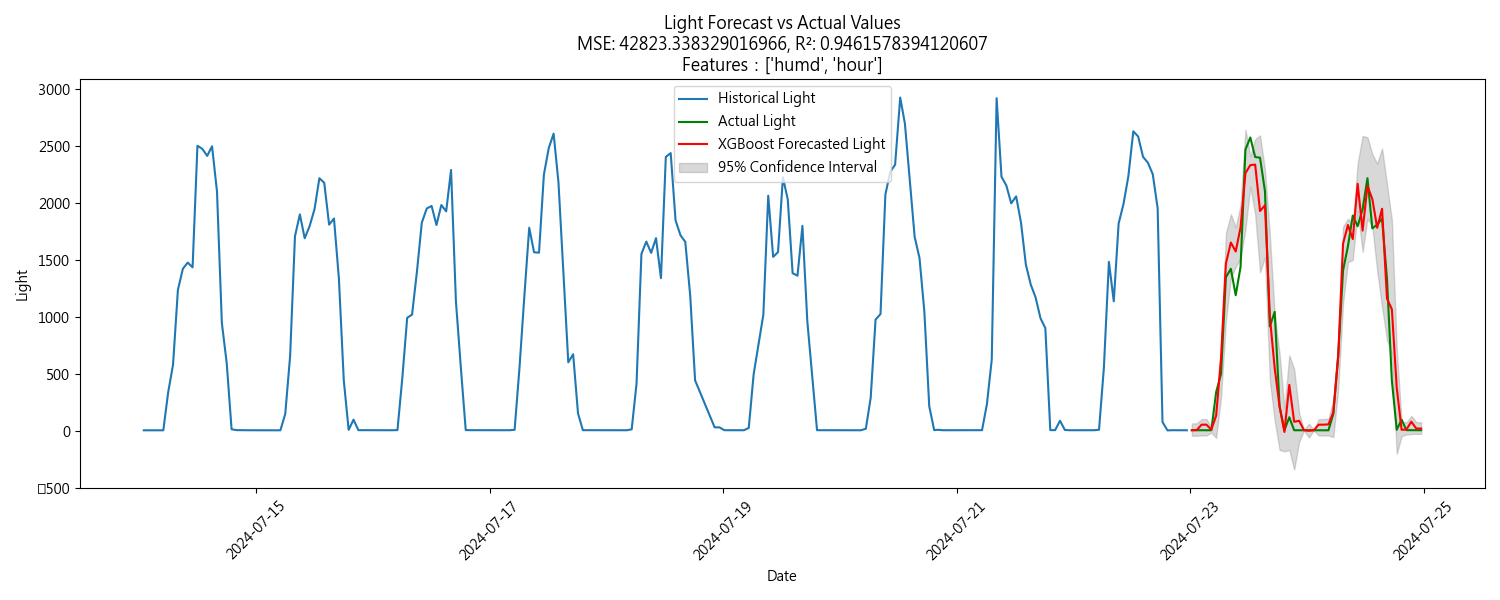 Light Forecast vs Actual Values
MSE: 42823.338329016966, R²: 0.9461578394120607
Features : ['humd', 'hour']
3000
2500
2000
1500
1000
500
0
□500
Light
Historical Light
Actual Light
XGBoost Forecasted Light
95% Confidence Interval
2024-07-15
2024-07-17
2024-07-19
2024-07-21
2024-07-23
2024-07-25
Date